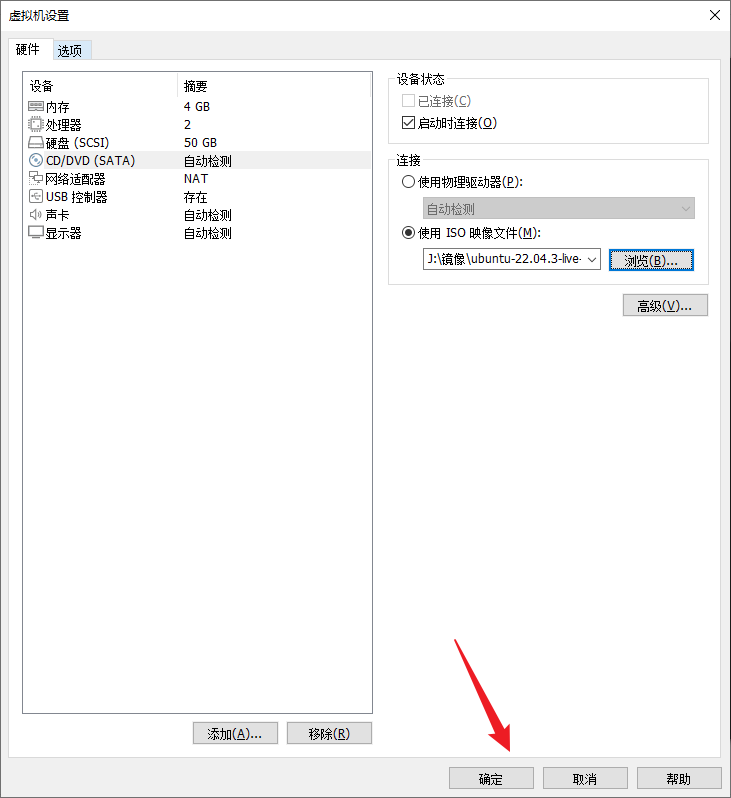 虚拟机设置
硬件 选项
设备 摘要
内存 4 GB
处理器 2
硬盘 (SCSI) 50 GB
CD/DVD (SATA) 自动检测
网络适配器 NAT
USB 控制器 存在
声卡 自动检测
显示器 自动检测
添加(A)... 移除(R)
设备状态
已连接(C)
启动时连接(O)
连接
使用物理驱动器(P):
自动检测
使用 ISO 映像文件(M):
J:\镜像\ubuntu-22.04.3-live- 浏览(B)...
高级(V)...
确定 取消 帮助